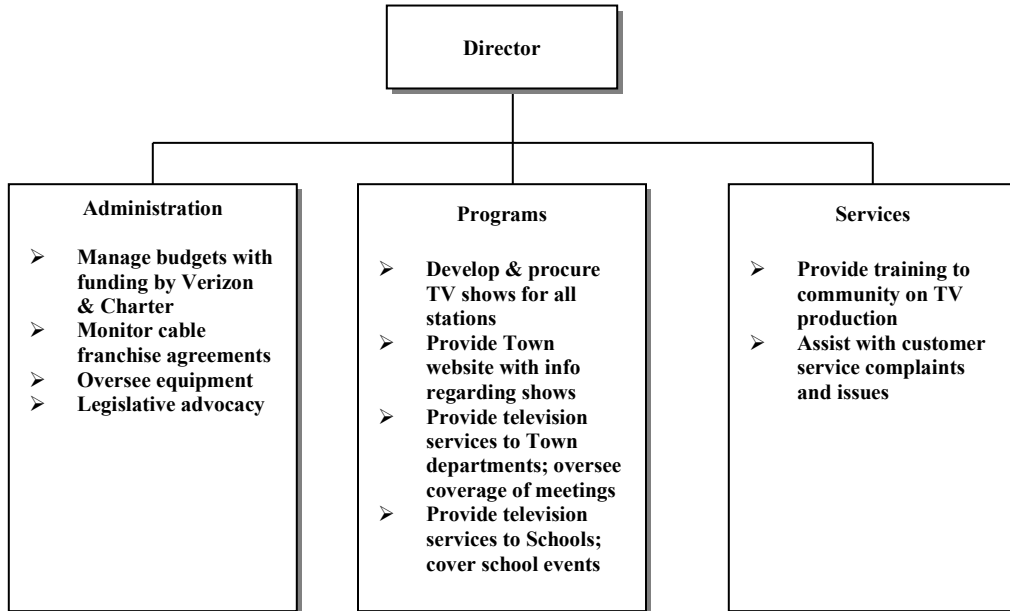 Director
Administration
➢ Manage budgets with
funding by Verizon
& Charter
➢ Monitor cable
franchise agreements
➢ Oversee equipment
➢ Legislative advocacy
Programs
➢ Develop & procure
TV shows for all
stations
➢ Provide Town
website with info
regarding shows
➢ Provide television
services to Town
departments; oversee
coverage of meetings
➢ Provide television
services to Schools;
cover school events
Services
➢ Provide training to
community on TV
production
➢ Assist with customer
service complaints
and issues